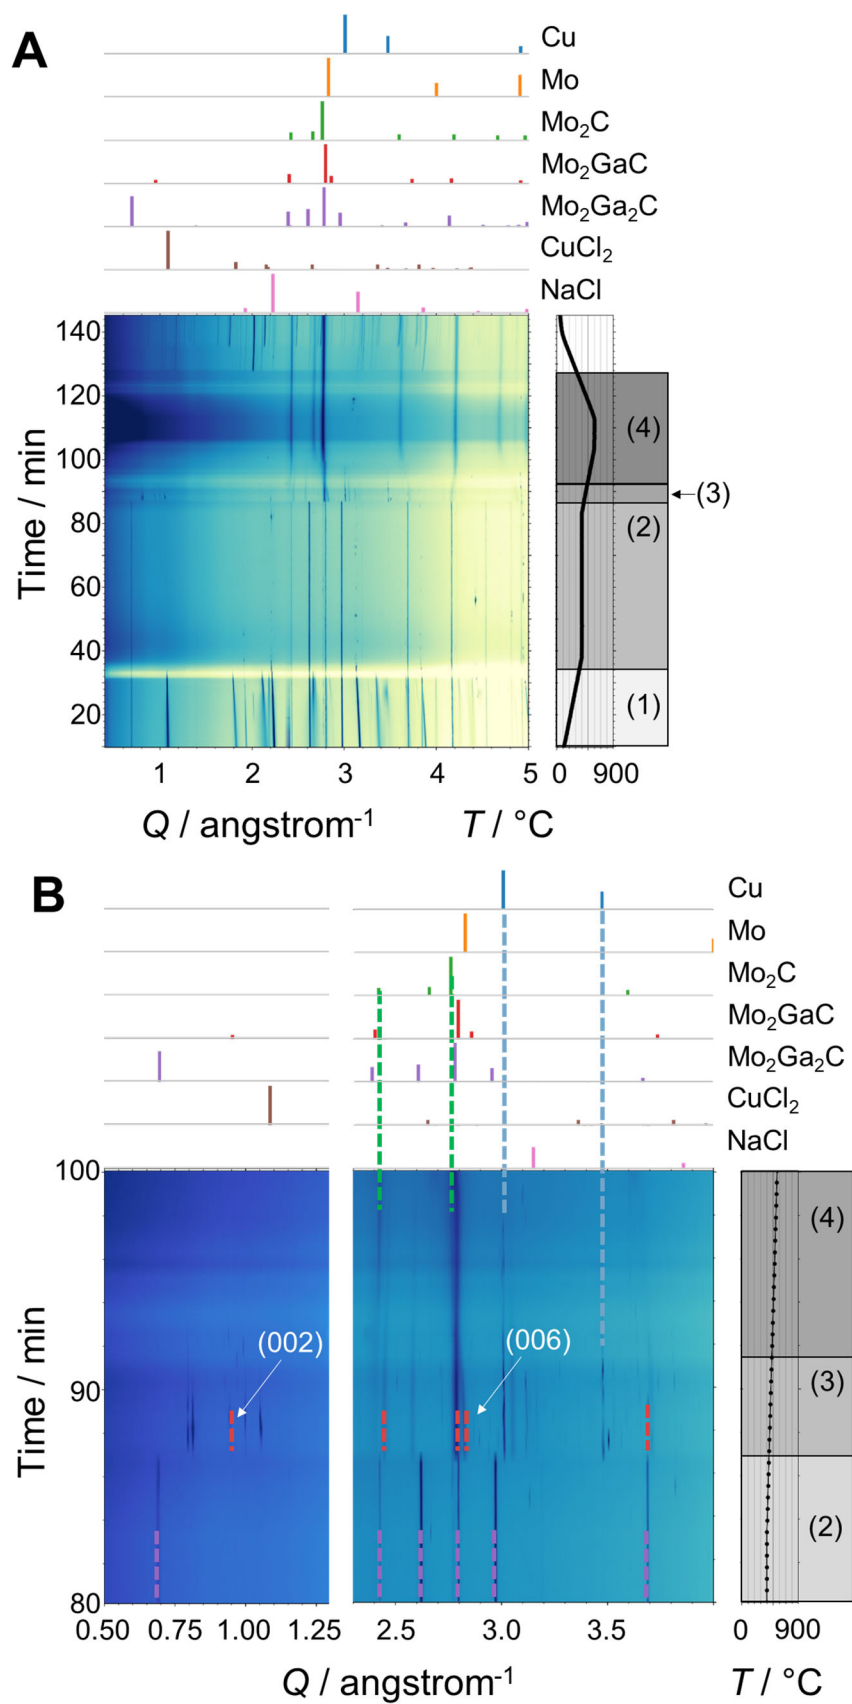 A
Cu
Mo
Mo₂C
Mo₂GaC
Mo₂Ga₂C
CuCl₂
NaCl
140
120
100
80
60
40
20
Time / min
(4)
(3)
(2)
(1)
1 2 3 4 5 0 900
Q / angstrom⁻¹ T / °C
B
Cu
Mo
Mo₂C
Mo₂GaC
Mo₂Ga₂C
CuCl₂
NaCl
100
90
80
Time / min
(002)
(006)
(4)
(3)
(2)
0.50 0.75 1.00 1.25 2.5 3.0 3.5 0 900
Q / angstrom⁻¹ T / °C